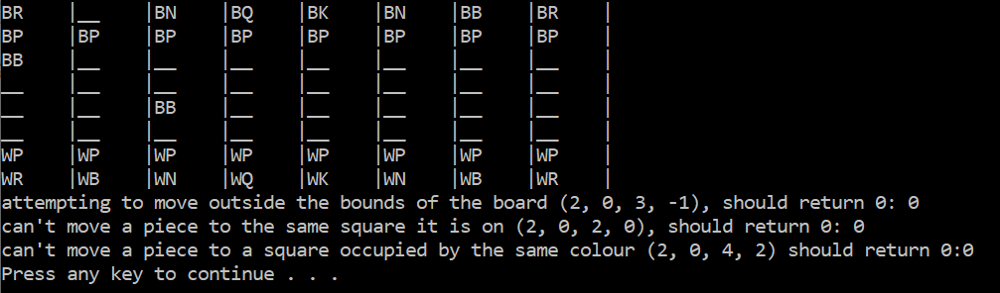 BR |__ |BN |BQ |BK |BN |BB |BR |
BP |BP |BP |BP |BP |BP |BP |BP |
BB |__ |__ |__ |__ |__ |__ |__ |
__ |__ |__ |__ |__ |__ |__ |__ |
__ |__ |BB |__ |__ |__ |__ |__ |
__ |__ |__ |__ |__ |__ |__ |__ |
WP |WP |WP |WP |WP |WP |WP |WP |
WR |WB |WN |WQ |WK |WN |WB |WR |
attempting to move outside the bounds of the board (2, 0, 3, -1), should return 0: 0
can't move a piece to the same square it is on (2, 0, 2, 0), should return 0: 0
can't move a piece to a square occupied by the same colour (2, 0, 4, 2) should return 0:0
Press any key to continue . . .